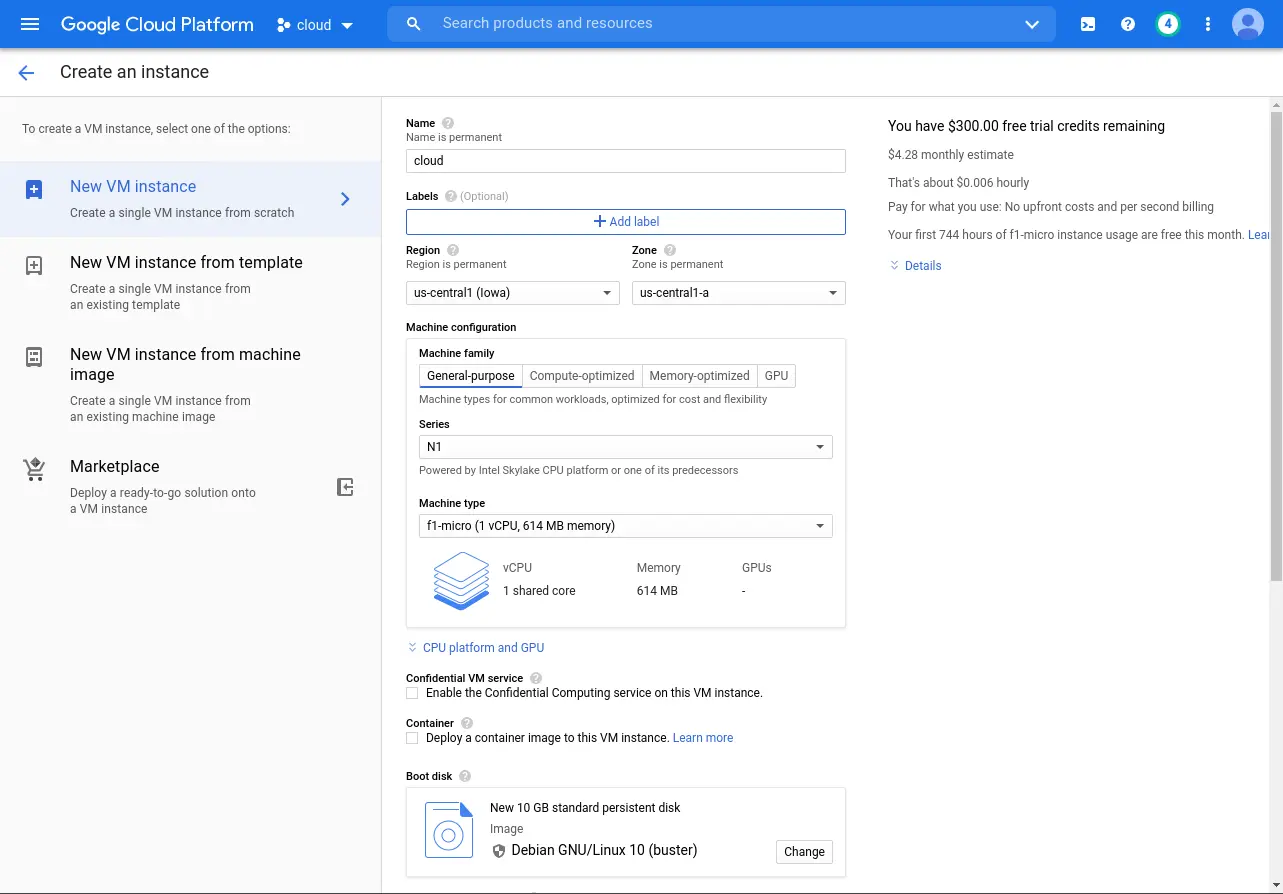 Google Cloud Platform
cloud
Search products and resources
4
Create an instance
To create a VM instance, select one of the options:
New VM instance
Create a single VM instance from scratch
New VM instance from template
Create a single VM instance from
an existing template
New VM instance from machine
image
Create a single VM instance from
an existing machine image
Marketplace
Deploy a ready-to-go solution onto
a VM instance
Name
Name is permanent
cloud
Labels (Optional)
Add label
Region
Region is permanent
us-central1 (Iowa)
Zone
Zone is permanent
us-central1-a
Machine configuration
Machine family
General-purpose Compute-optimized Memory-optimized GPU
Machine types for common workloads, optimized for cost and flexibility
Series
N1
Powered by Intel Skylake CPU platform or one of its predecessors
Machine type
f1-micro (1 vCPU, 614 MB memory)
vCPU Memory GPUs
1 shared core 614 MB -
CPU platform and GPU
Confidential VM service
Enable the Confidential Computing service on this VM instance.
Container
Deploy a container image to this VM instance. Learn more
Boot disk
New 10 GB standard persistent disk
Image
Debian GNU/Linux 10 (buster)
Change
You have $300.00 free trial credits remaining
$4.28 monthly estimate
That's about $0.006 hourly
Pay for what you use: No upfront costs and per second billing
Your first 744 hours of f1-micro instance usage are free this month. Lear
Details